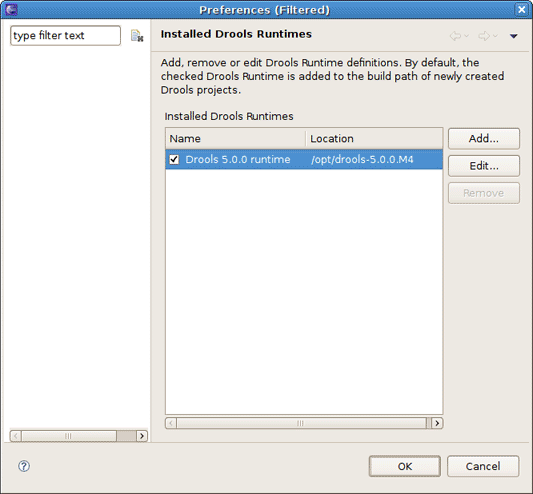 Preferences (Filtered)
type filter text
Installed Drools Runtimes
Add, remove or edit Drools Runtime definitions. By default, the
checked Drools Runtime is added to the build path of newly created
Drools projects.
Installed Drools Runtimes
Name Location
Drools 5.0.0 runtime /opt/drools-5.0.0.M4
Add...
Edit...
Remove
OK
Cancel